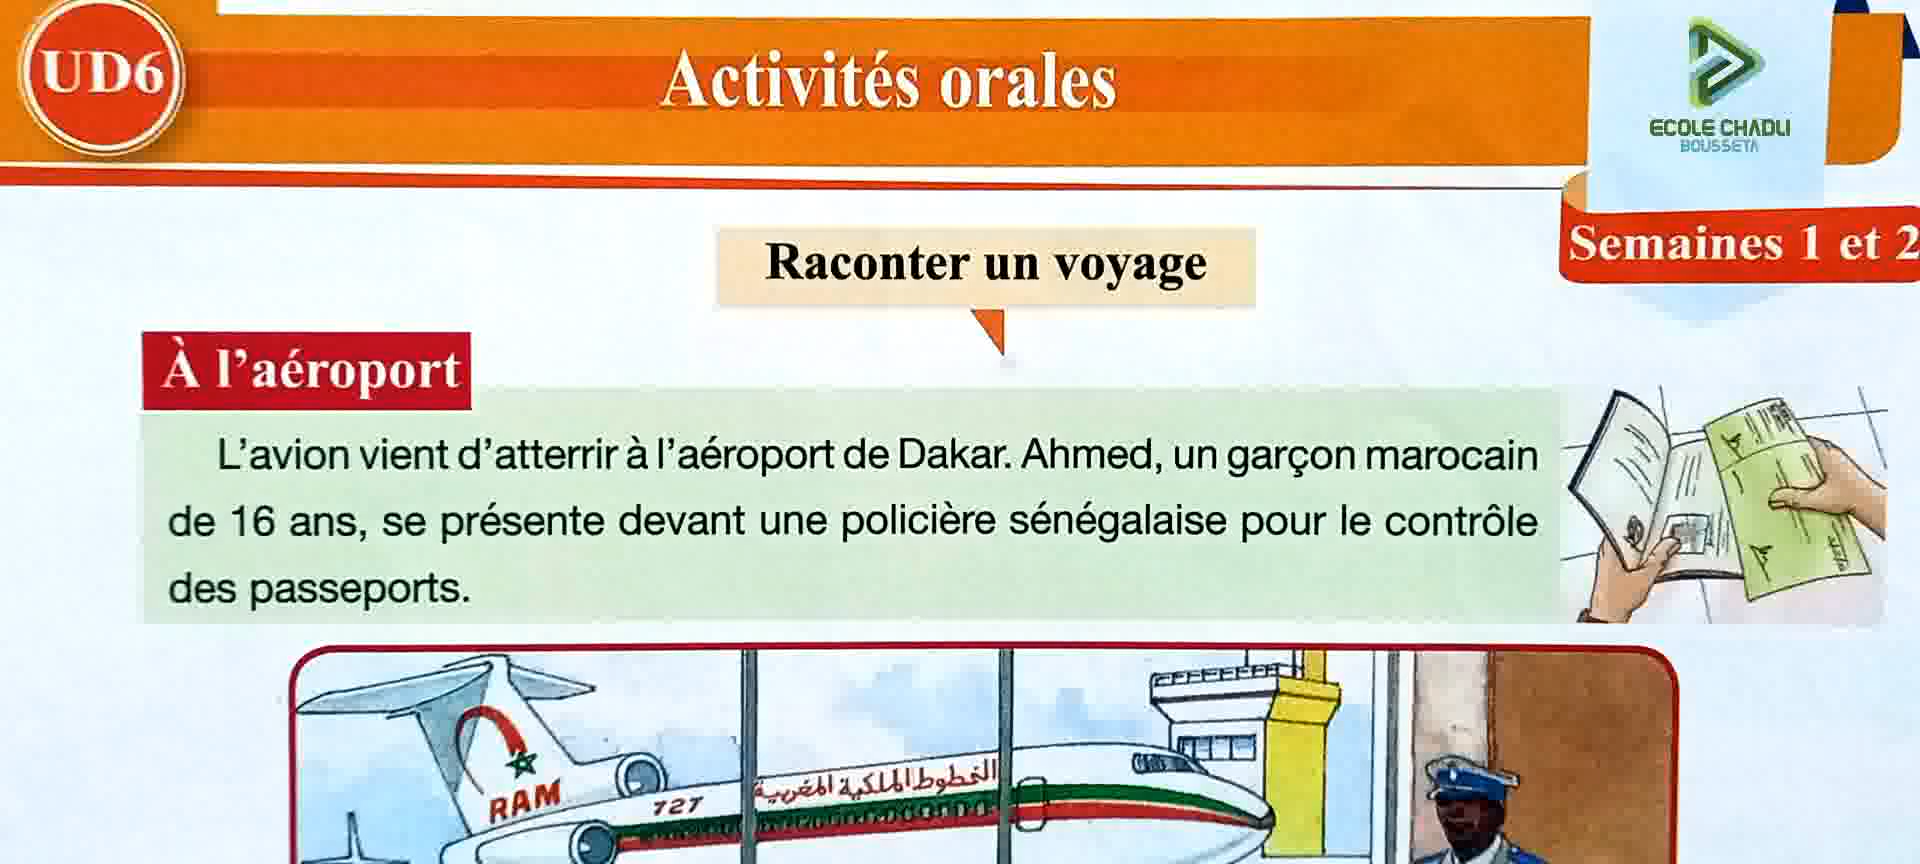 UD6
Activités orales
ECOLE CHADLI
BOUSSETA
Semaines 1 et 2
Raconter un voyage
À l'aéroport
L'avion vient d'atterrir à l'aéroport de Dakar. Ahmed, un garçon marocain
de 16 ans, se présente devant une policière sénégalaise pour le contrôle
des passeports.
RAM
727
الخطوط الملكية المغربية